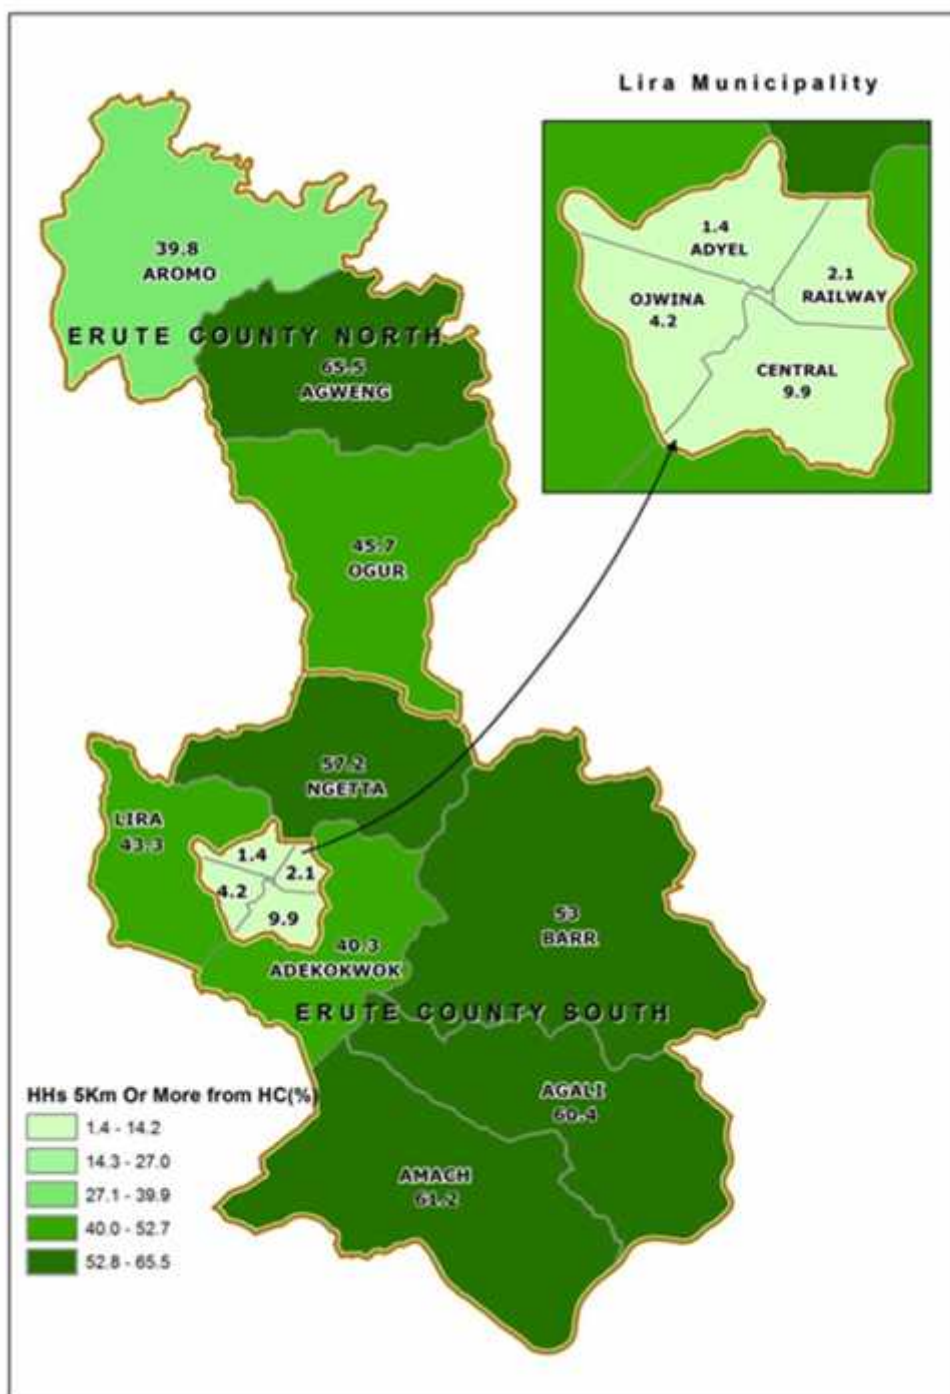 Lira Municipality
1.4
ADYEL
2.1
RAILWAY
OJWINA
4.2
CENTRAL
9.9
39.8
AROMO
ERUTE COUNTY NORTH
65.5
AGWENG
45.7
OGUR
57.2
NGETTA
LIRA
43.3
1.4
2.1
4.2
9.9
40.3
ADEKOKWOK
53
BARR
ERUTE COUNTY SOUTH
AGALI
60.4
AMACH
61.2
HHs 5Km Or More from HC(%)
1.4 - 14.2
14.3 - 27.0
27.1 - 39.9
40.0 - 52.7
52.8 - 65.5